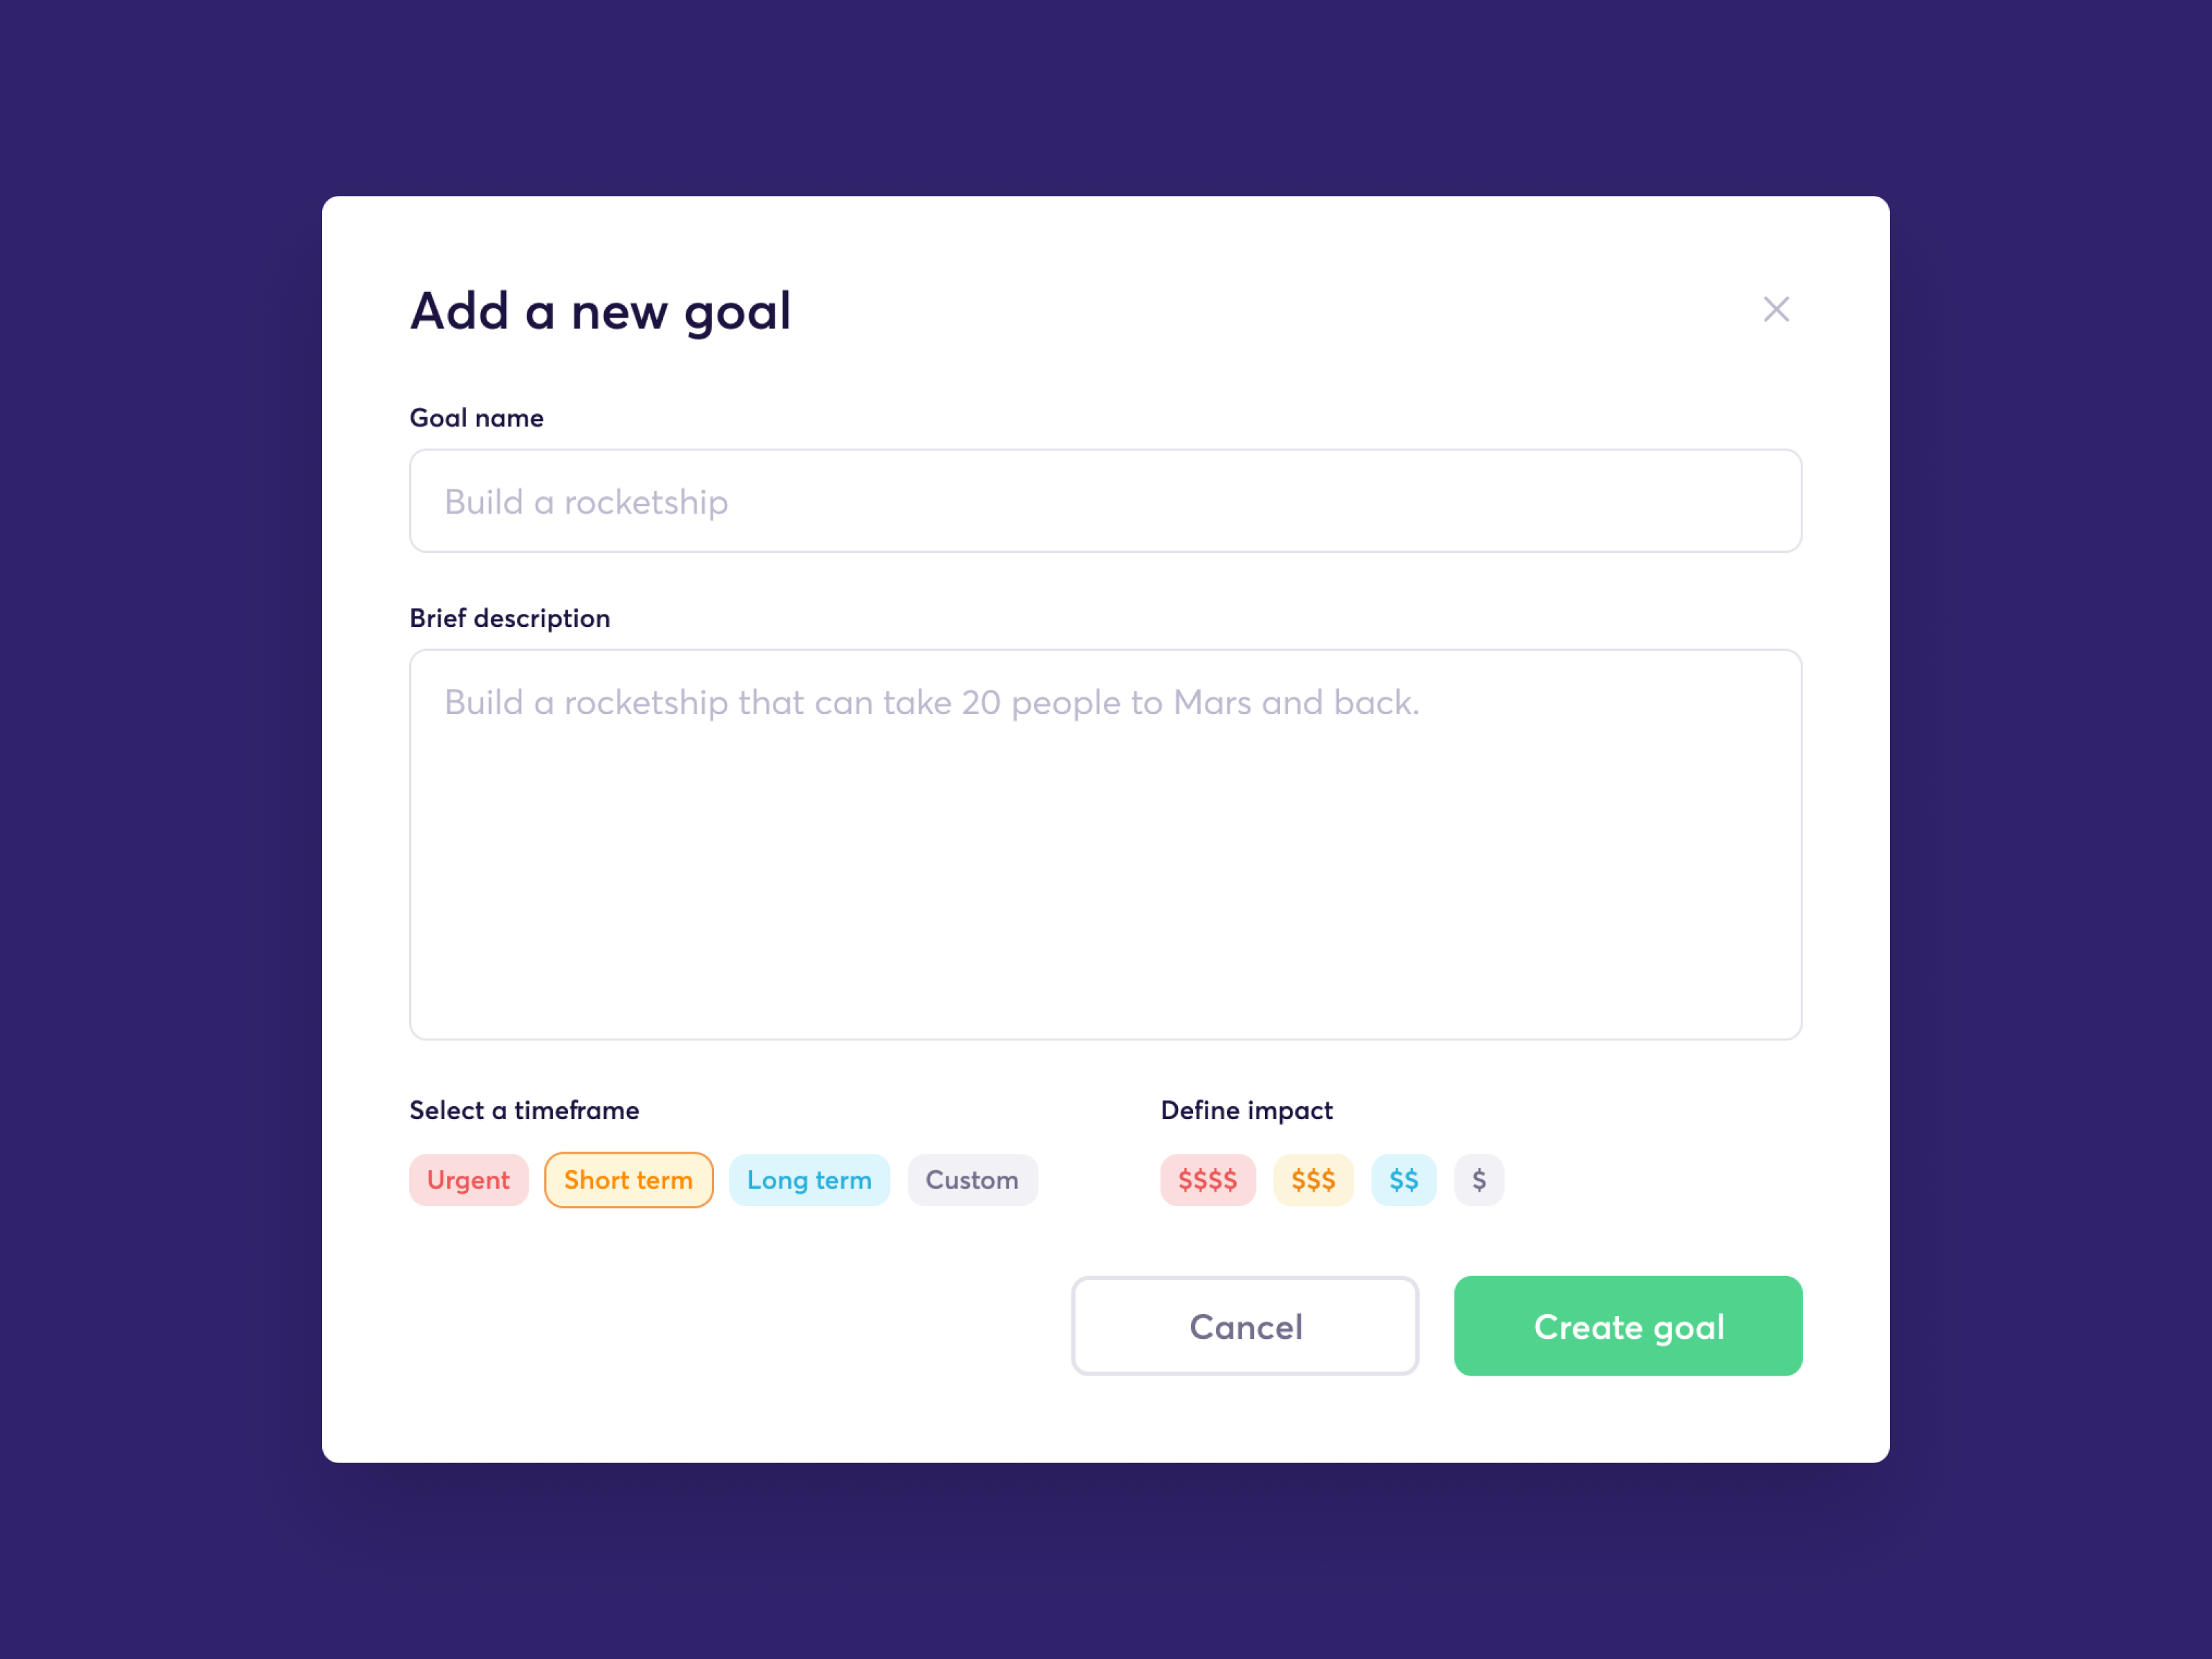 Add a new goal
Goal name
Build a rocketship
Brief description
Build a rocketship that can take 20 people to Mars and back.
Select a timeframe
Urgent Short term Long term Custom
Define impact
$$$$ $$$ $$ $
Cancel Create goal